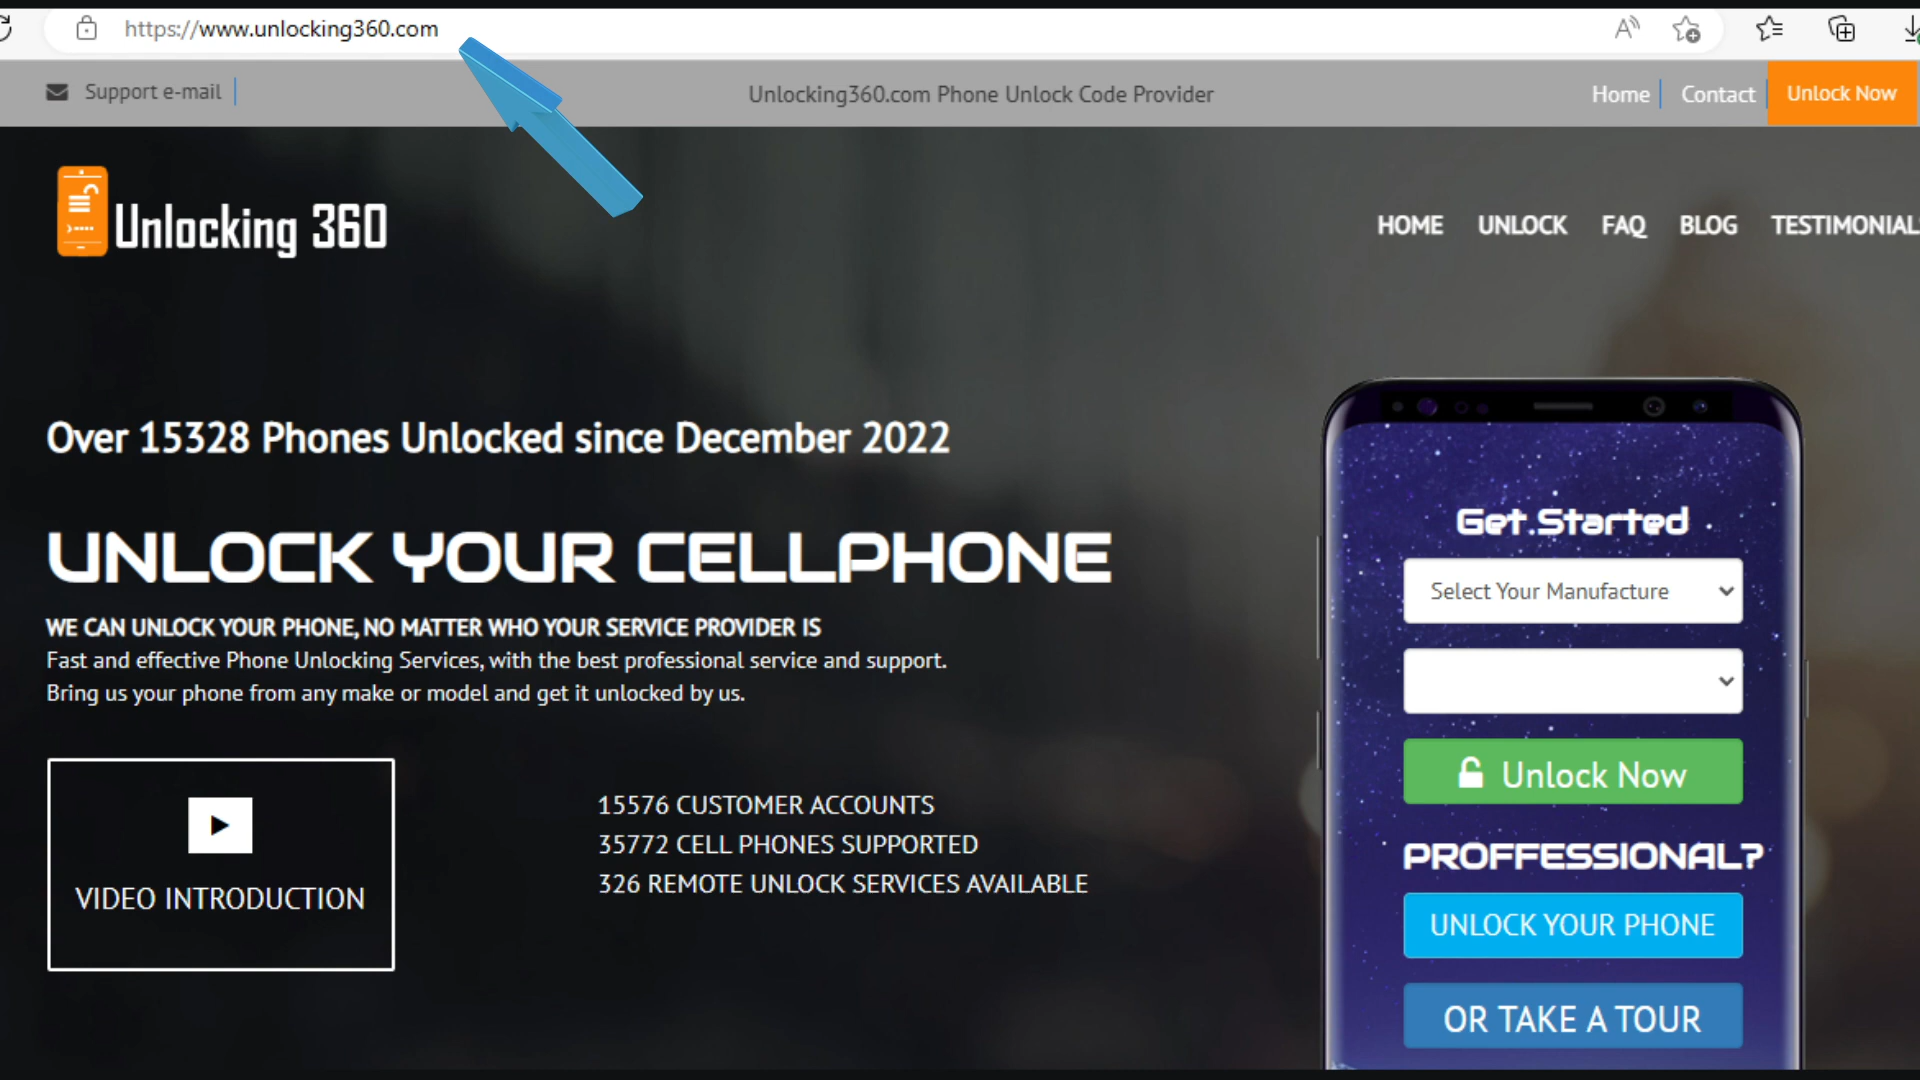 https://www.unlocking360.com
Support e-mail
Unlocking360.com Phone Unlock Code Provider
Home
Contact
Unlock Now
Unlocking 360
HOME
UNLOCK
FAQ
BLOG
TESTIMONIALS
Over 15328 Phones Unlocked since December 2022
UNLOCK YOUR CELLPHONE
WE CAN UNLOCK YOUR PHONE, NO MATTER WHO YOUR SERVICE PROVIDER IS
Fast and effective Phone Unlocking Services, with the best professional service and support.
Bring us your phone from any make or model and get it unlocked by us.
VIDEO INTRODUCTION
15576 CUSTOMER ACCOUNTS
35772 CELL PHONES SUPPORTED
326 REMOTE UNLOCK SERVICES AVAILABLE
Get Started
Select Your Manufacture
Unlock Now
PROFFESSIONAL?
UNLOCK YOUR PHONE
OR TAKE A TOUR